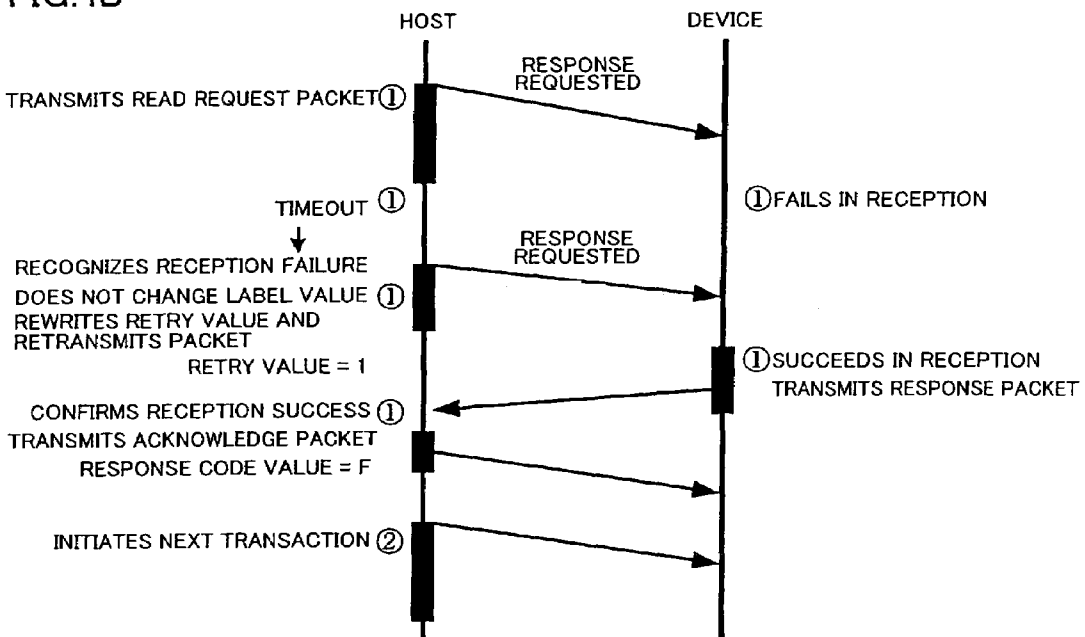 HOST
DEVICE
RESPONSE
REQUESTED
TRANSMITS READ REQUEST PACKET①
TIMEOUT ①
①FAILS IN RECEPTION
RESPONSE
REQUESTED
RECOGNIZES RECEPTION FAILURE
DOES NOT CHANGE LABEL VALUE ①
REWRITES RETRY VALUE AND
RETRANSMITS PACKET
RETRY VALUE = 1
①SUCCEEDS IN RECEPTION
TRANSMITS RESPONSE PACKET
CONFIRMS RECEPTION SUCCESS ①
TRANSMITS ACKNOWLEDGE PACKET
RESPONSE CODE VALUE = F
INITIATES NEXT TRANSACTION ②